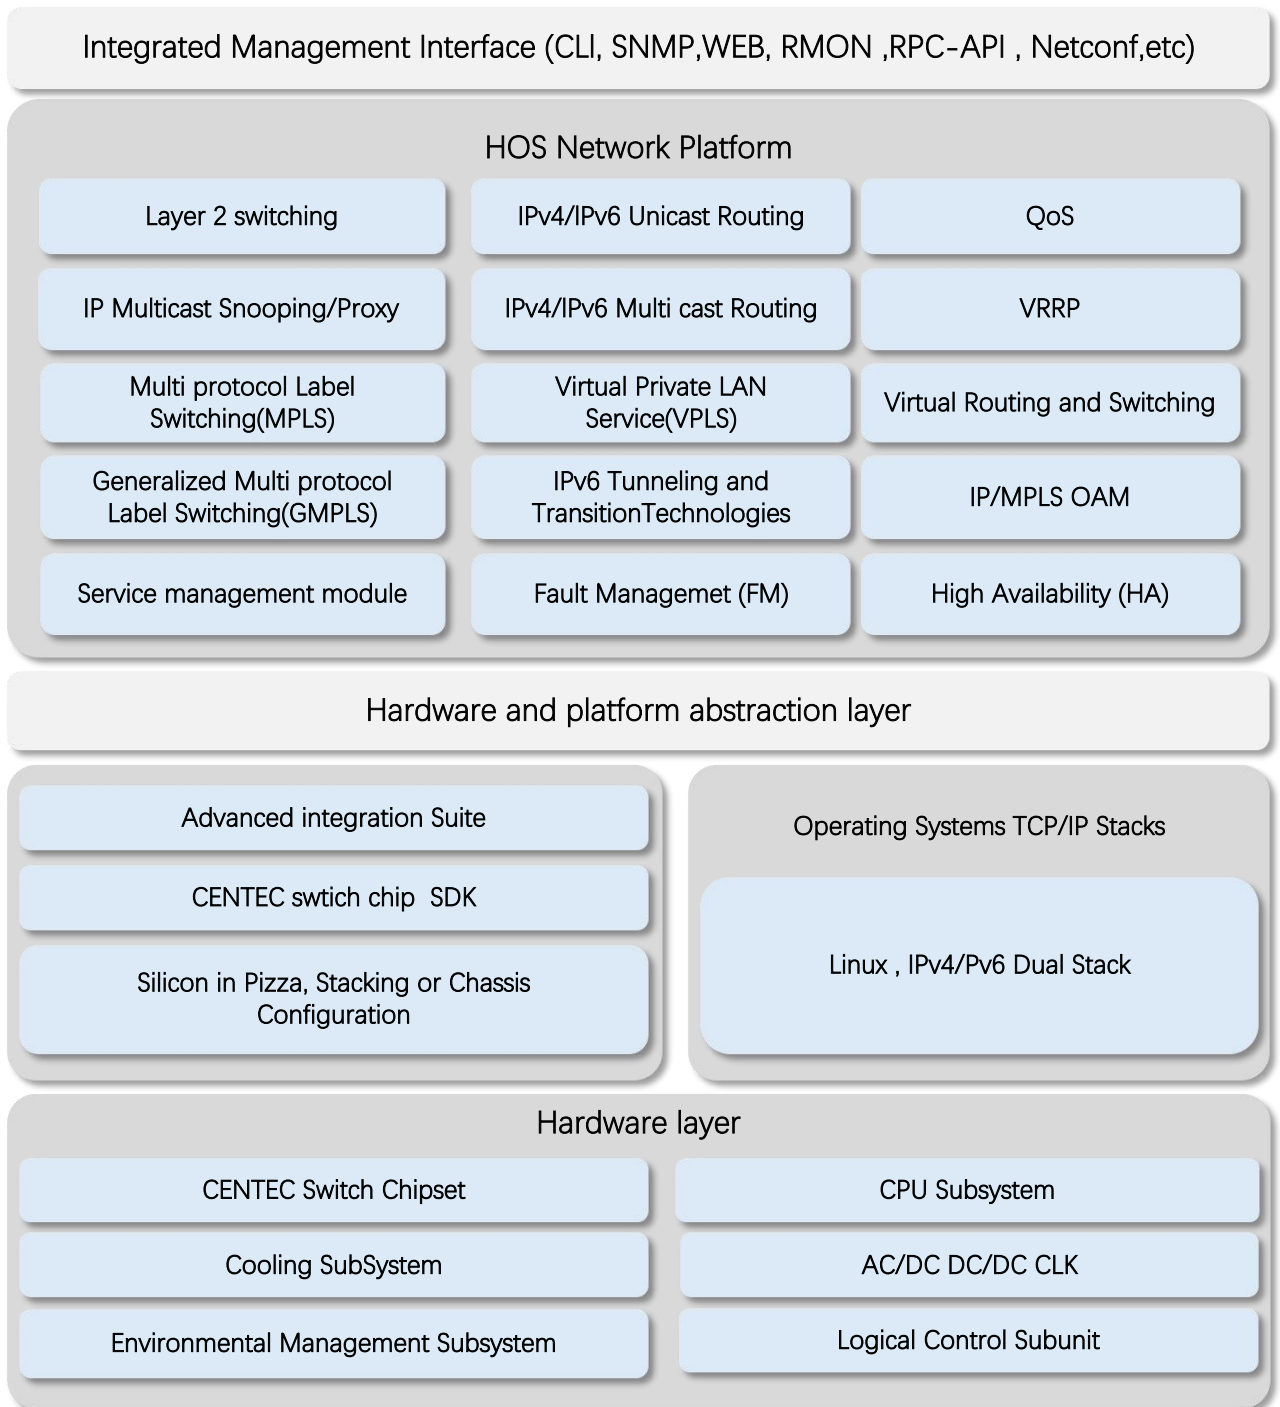 Integrated Management Interface (CLI, SNMP,WEB, RMON ,RPC-API , Netconf,etc)
HOS Network Platform
Layer 2 switching
IPv4/IPv6 Unicast Routing
QoS
IP Multicast Snooping/Proxy
IPv4/IPv6 Multi cast Routing
VRRP
Multi protocol Label
Switching(MPLS)
Virtual Private LAN
Service(VPLS)
Virtual Routing and Switching
Generalized Multi protocol
Label Switching(GMPLS)
IPv6 Tunneling and
TransitionTechnologies
IP/MPLS OAM
Service management module
Fault Managemet (FM)
High Availability (HA)
Hardware and platform abstraction layer
Advanced integration Suite
CENTEC swtich chip  SDK
Silicon in Pizza, Stacking or Chassis
Configuration
Operating Systems TCP/IP Stacks
Linux , IPv4/Pv6 Dual Stack
Hardware layer
CENTEC Switch Chipset
CPU Subsystem
Cooling SubSystem
AC/DC DC/DC CLK
Environmental Management Subsystem
Logical Control Subunit